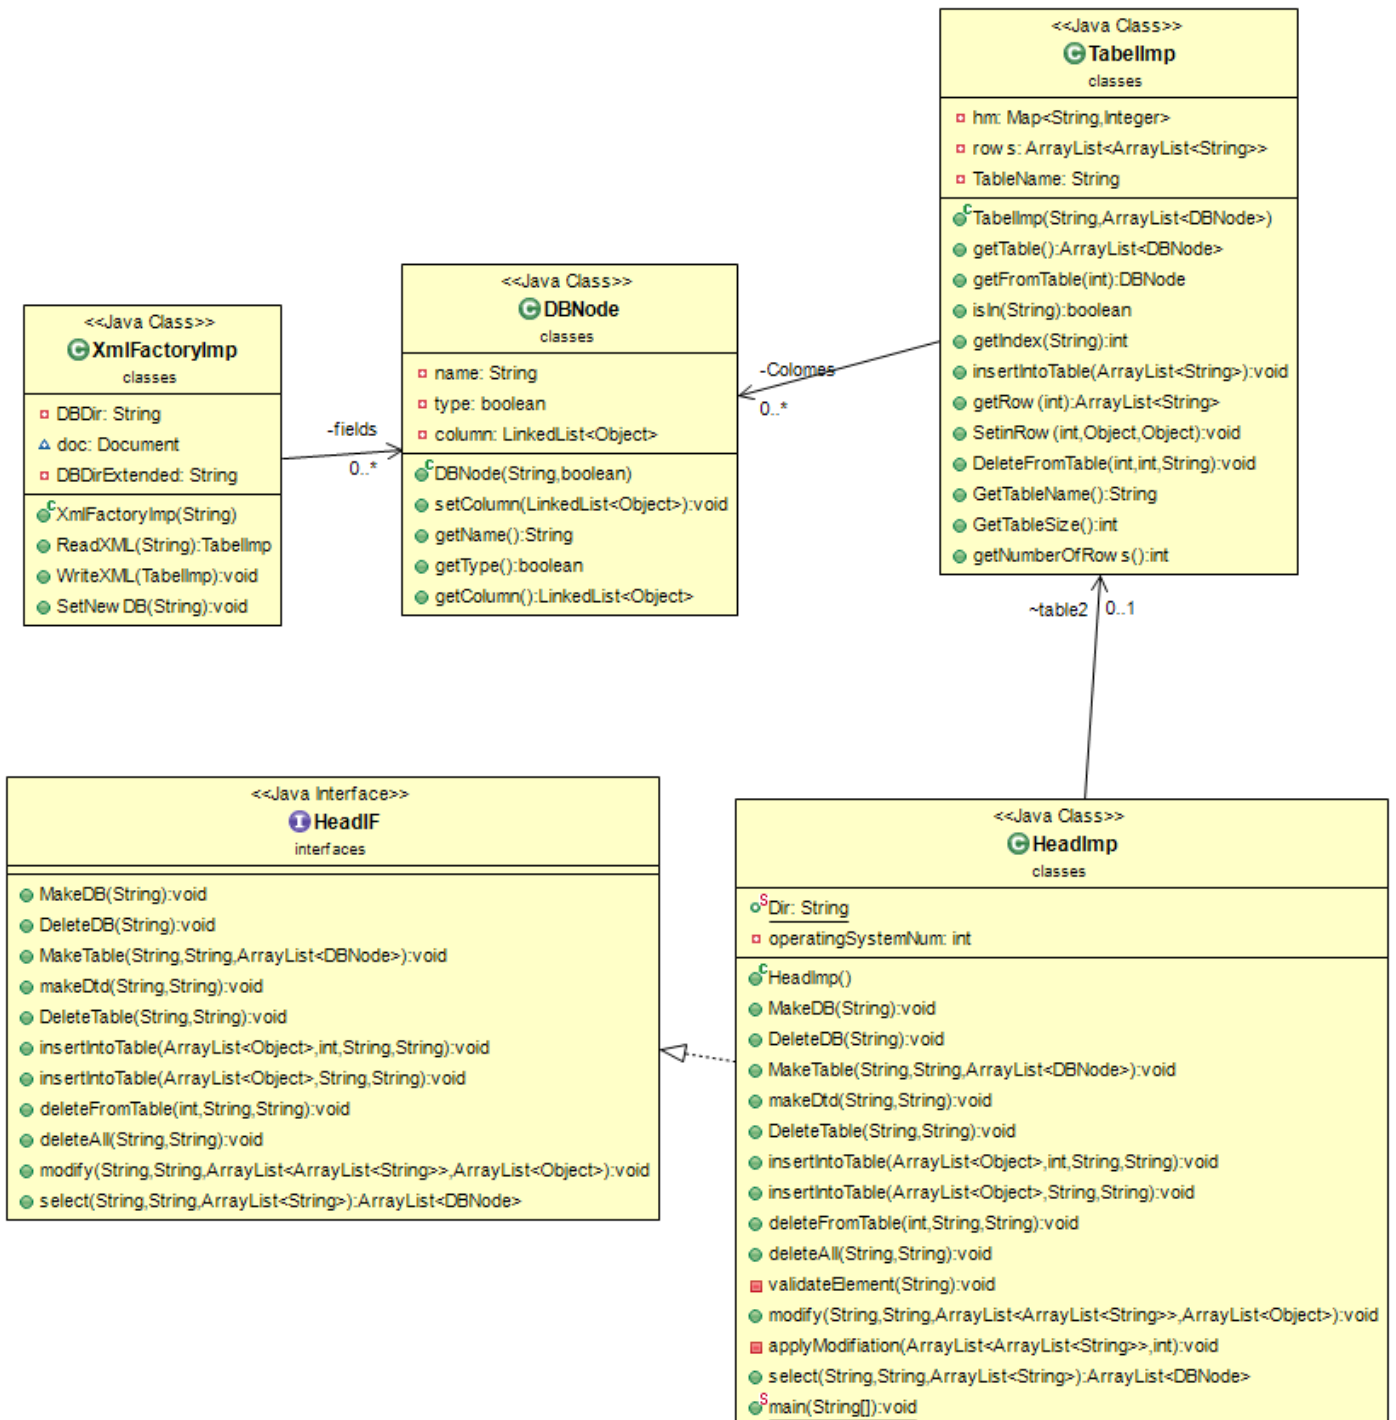 <<Java Class>>
TabelImp
classes
hm: Map<String,Integer>
rows: ArrayList<ArrayList<String>>
TableName: String
TabelImp(String,ArrayList<DBNode>)
getTable():ArrayList<DBNode>
getFromTable(int):DBNode
isIn(String):boolean
getIndex(String):int
insertIntoTable(ArrayList<String>):void
getRow(int):ArrayList<String>
SetinRow(int,Object,Object):void
DeleteFromTable(int,int,String):void
GetTableName():String
GetTableSize():int
getNumberOfRows():int
<<Java Class>>
DBNode
classes
name: String
type: boolean
column: LinkedList<Object>
DBNode(String,boolean)
setColumn(LinkedList<Object>):void
getName():String
getType():boolean
getColumn():LinkedList<Object>
-Colomes
0..*
<<Java Class>>
XmlFactoryImp
classes
DBDir: String
doc: Document
DBDirExtended: String
XmlFactoryImp(String)
ReadXML(String):TabelImp
WriteXML(TabelImp):void
SetNewDB(String):void
-fields
0..*
~table2
0..1
<<Java Interface>>
HeadIF
interfaces
MakeDB(String):void
DeleteDB(String):void
MakeTable(String,String,ArrayList<DBNode>):void
makeDtd(String,String):void
DeleteTable(String,String):void
insertIntoTable(ArrayList<Object>,int,String,String):void
insertIntoTable(ArrayList<Object>,String,String):void
deleteFromTable(int,String,String):void
deleteAll(String,String):void
modify(String,String,ArrayList<ArrayList<String>>,ArrayList<Object>):void
select(String,String,ArrayList<String>):ArrayList<DBNode>
<<Java Class>>
HeadImp
classes
Dir: String
operatingSystemNum: int
HeadImp()
MakeDB(String):void
DeleteDB(String):void
MakeTable(String,String,ArrayList<DBNode>):void
makeDtd(String,String):void
DeleteTable(String,String):void
insertIntoTable(ArrayList<Object>,int,String,String):void
insertIntoTable(ArrayList<Object>,String,String):void
deleteFromTable(int,String,String):void
deleteAll(String,String):void
validateElement(String):void
modify(String,String,ArrayList<ArrayList<String>>,ArrayList<Object>):void
applyModifiation(ArrayList<ArrayList<String>>,int):void
select(String,String,ArrayList<String>):ArrayList<DBNode>
main(String[]):void